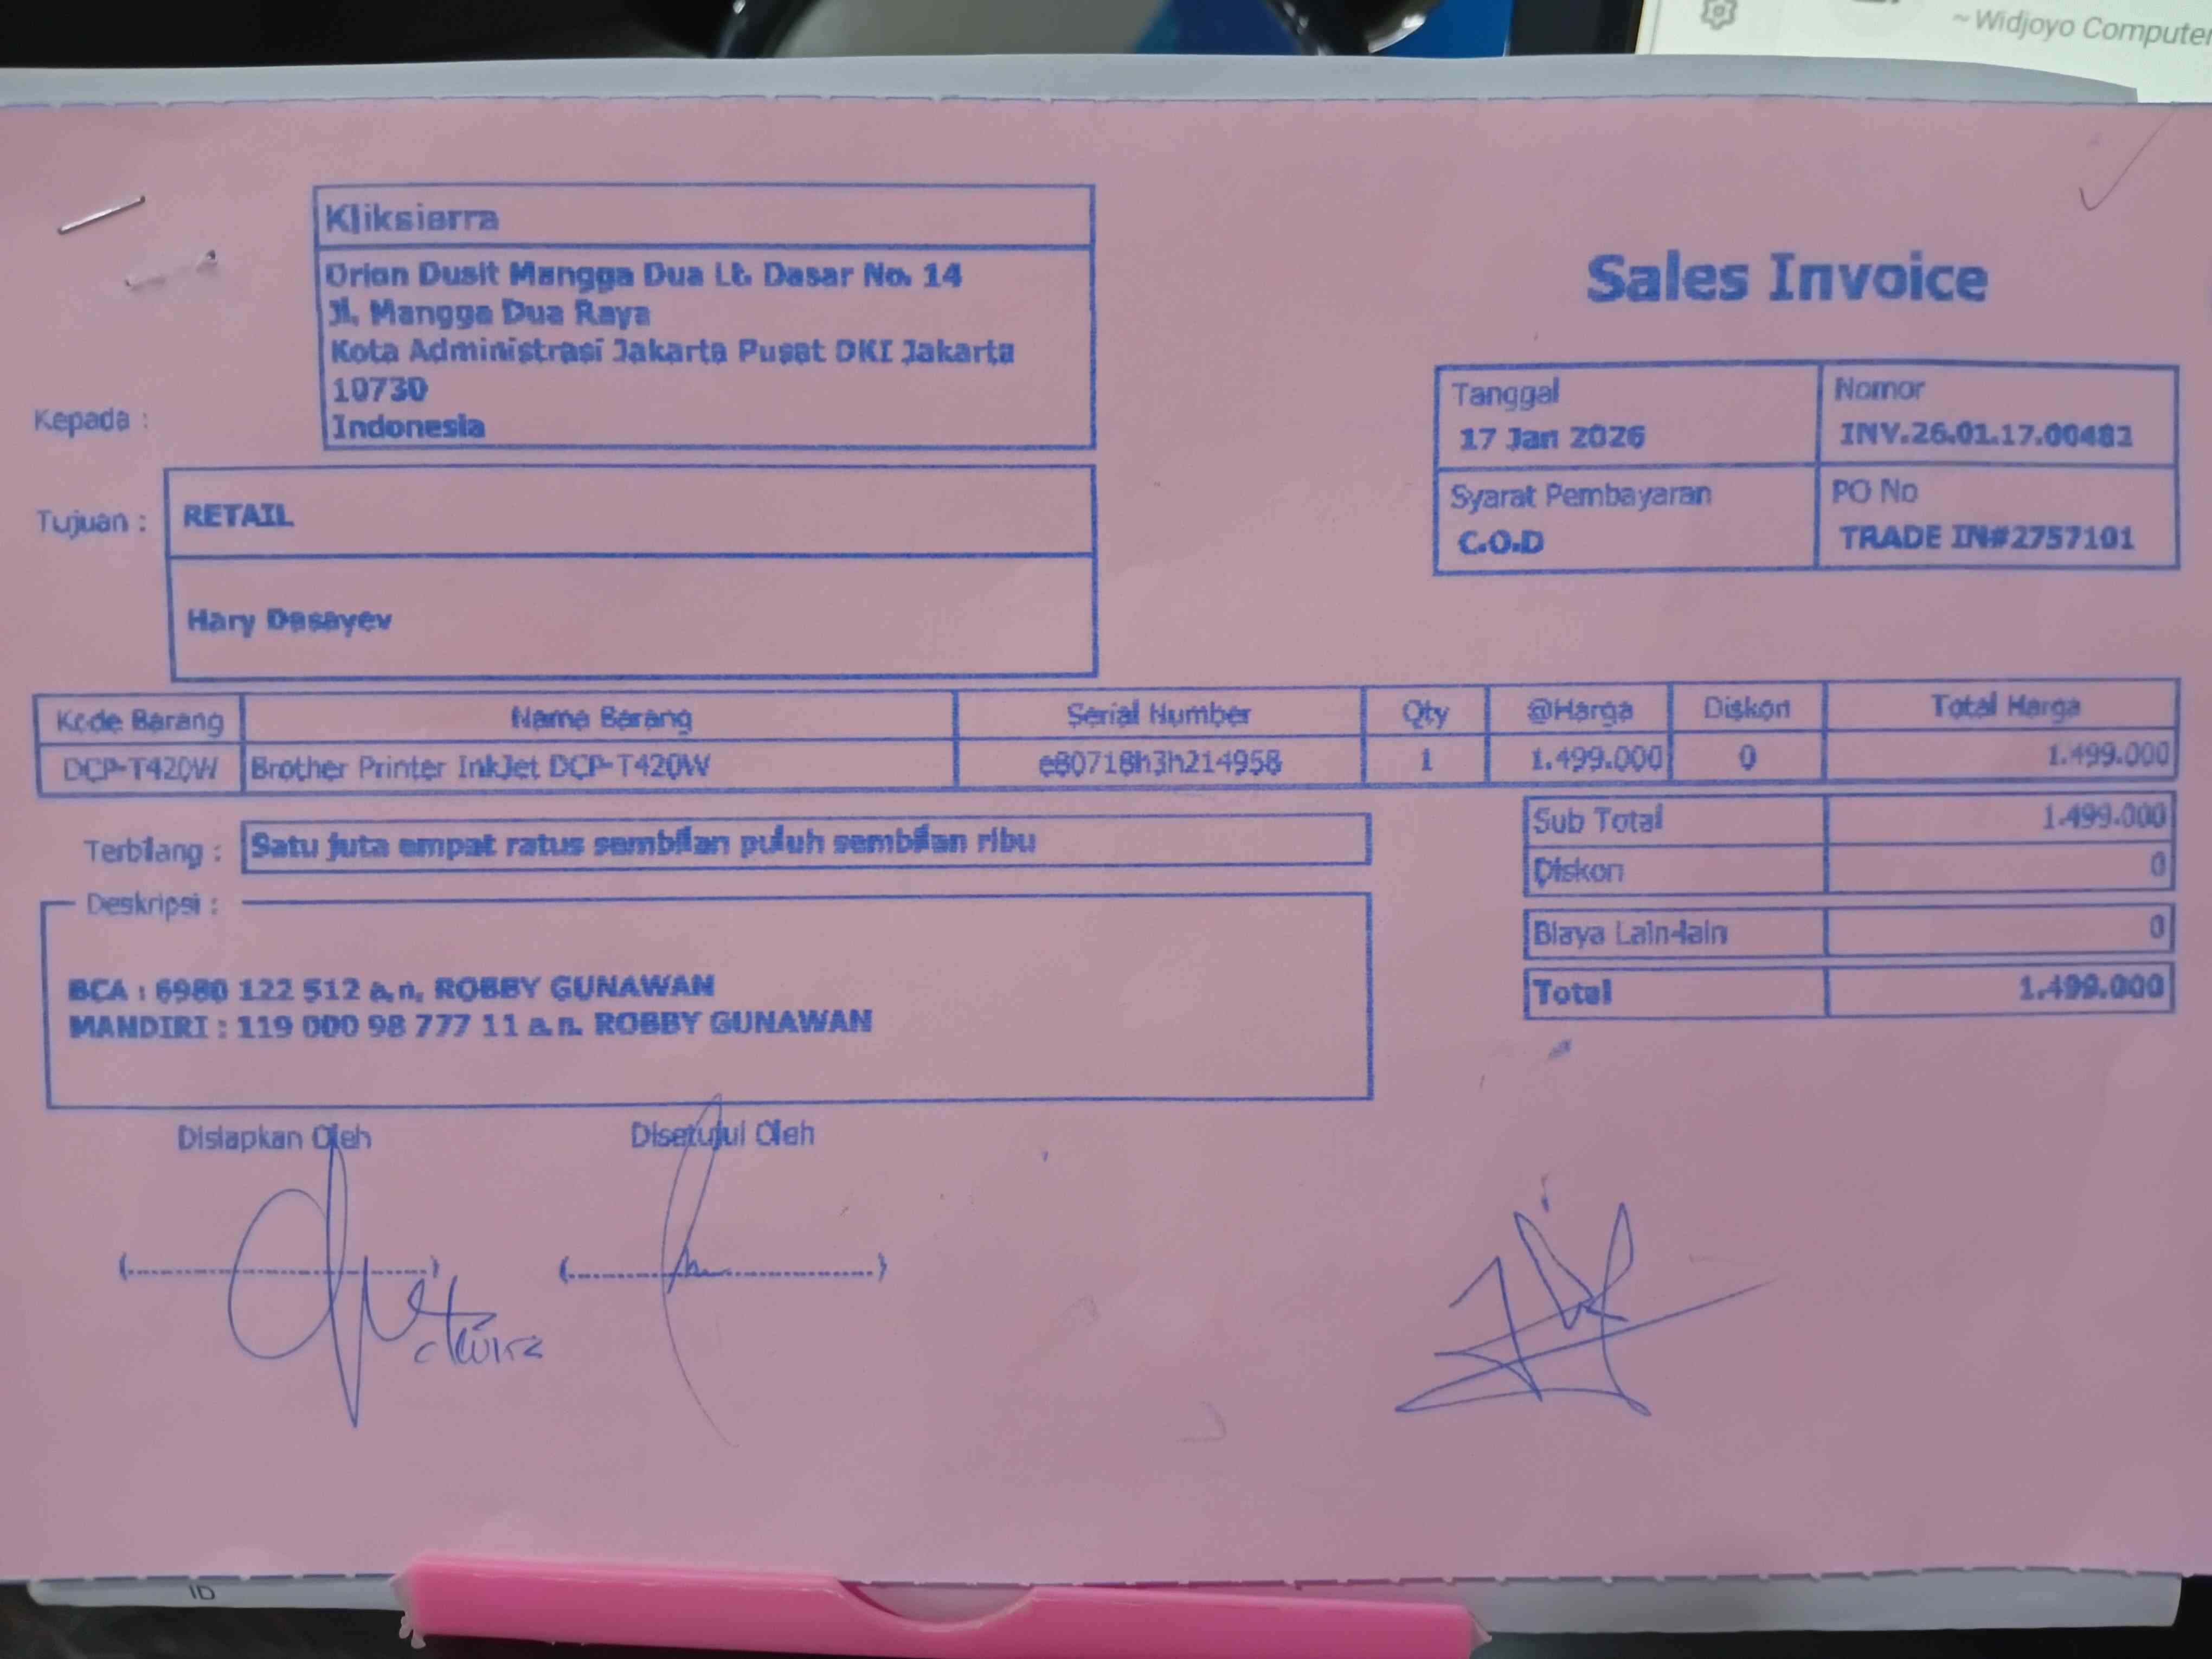 ~ Widjoyo Computer
Kliksierra
Orion Dusit Mangga Dua Lt. Dasar No. 14
Jl. Mangga Dua Raya
Kota Administrasi Jakarta Pusat DKI Jakarta
10730
Indonesia
Kepada :
Sales Invoice
Tanggal
17 Jan 2026
Nomor
INV.26.01.17.00482
Syarat Pembayaran
C.O.D
PO No
TRADE IN#2757101
Tujuan :
RETAIL
Hary Dasayev
Kode Barang Nama Barang Serial Number Qty @Harga Diskon Total Harga
DCP-T420W Brother Printer InkJet DCP-T420W e80718h3h214958 1 1.499.000 0 1.499.000
Terbilang : Satu juta empat ratus sembilan puluh sembilan ribu
Sub Total 1.499.000
Diskon 0
Biaya Lain-lain 0
Total 1.499.000
Deskripsi :
BCA : 6980 122 512 a.n. ROBBY GUNAWAN
MANDIRI : 119 000 98 777 11 a.n. ROBBY GUNAWAN
Disiapkan Oleh
Disetujui Oleh
ID